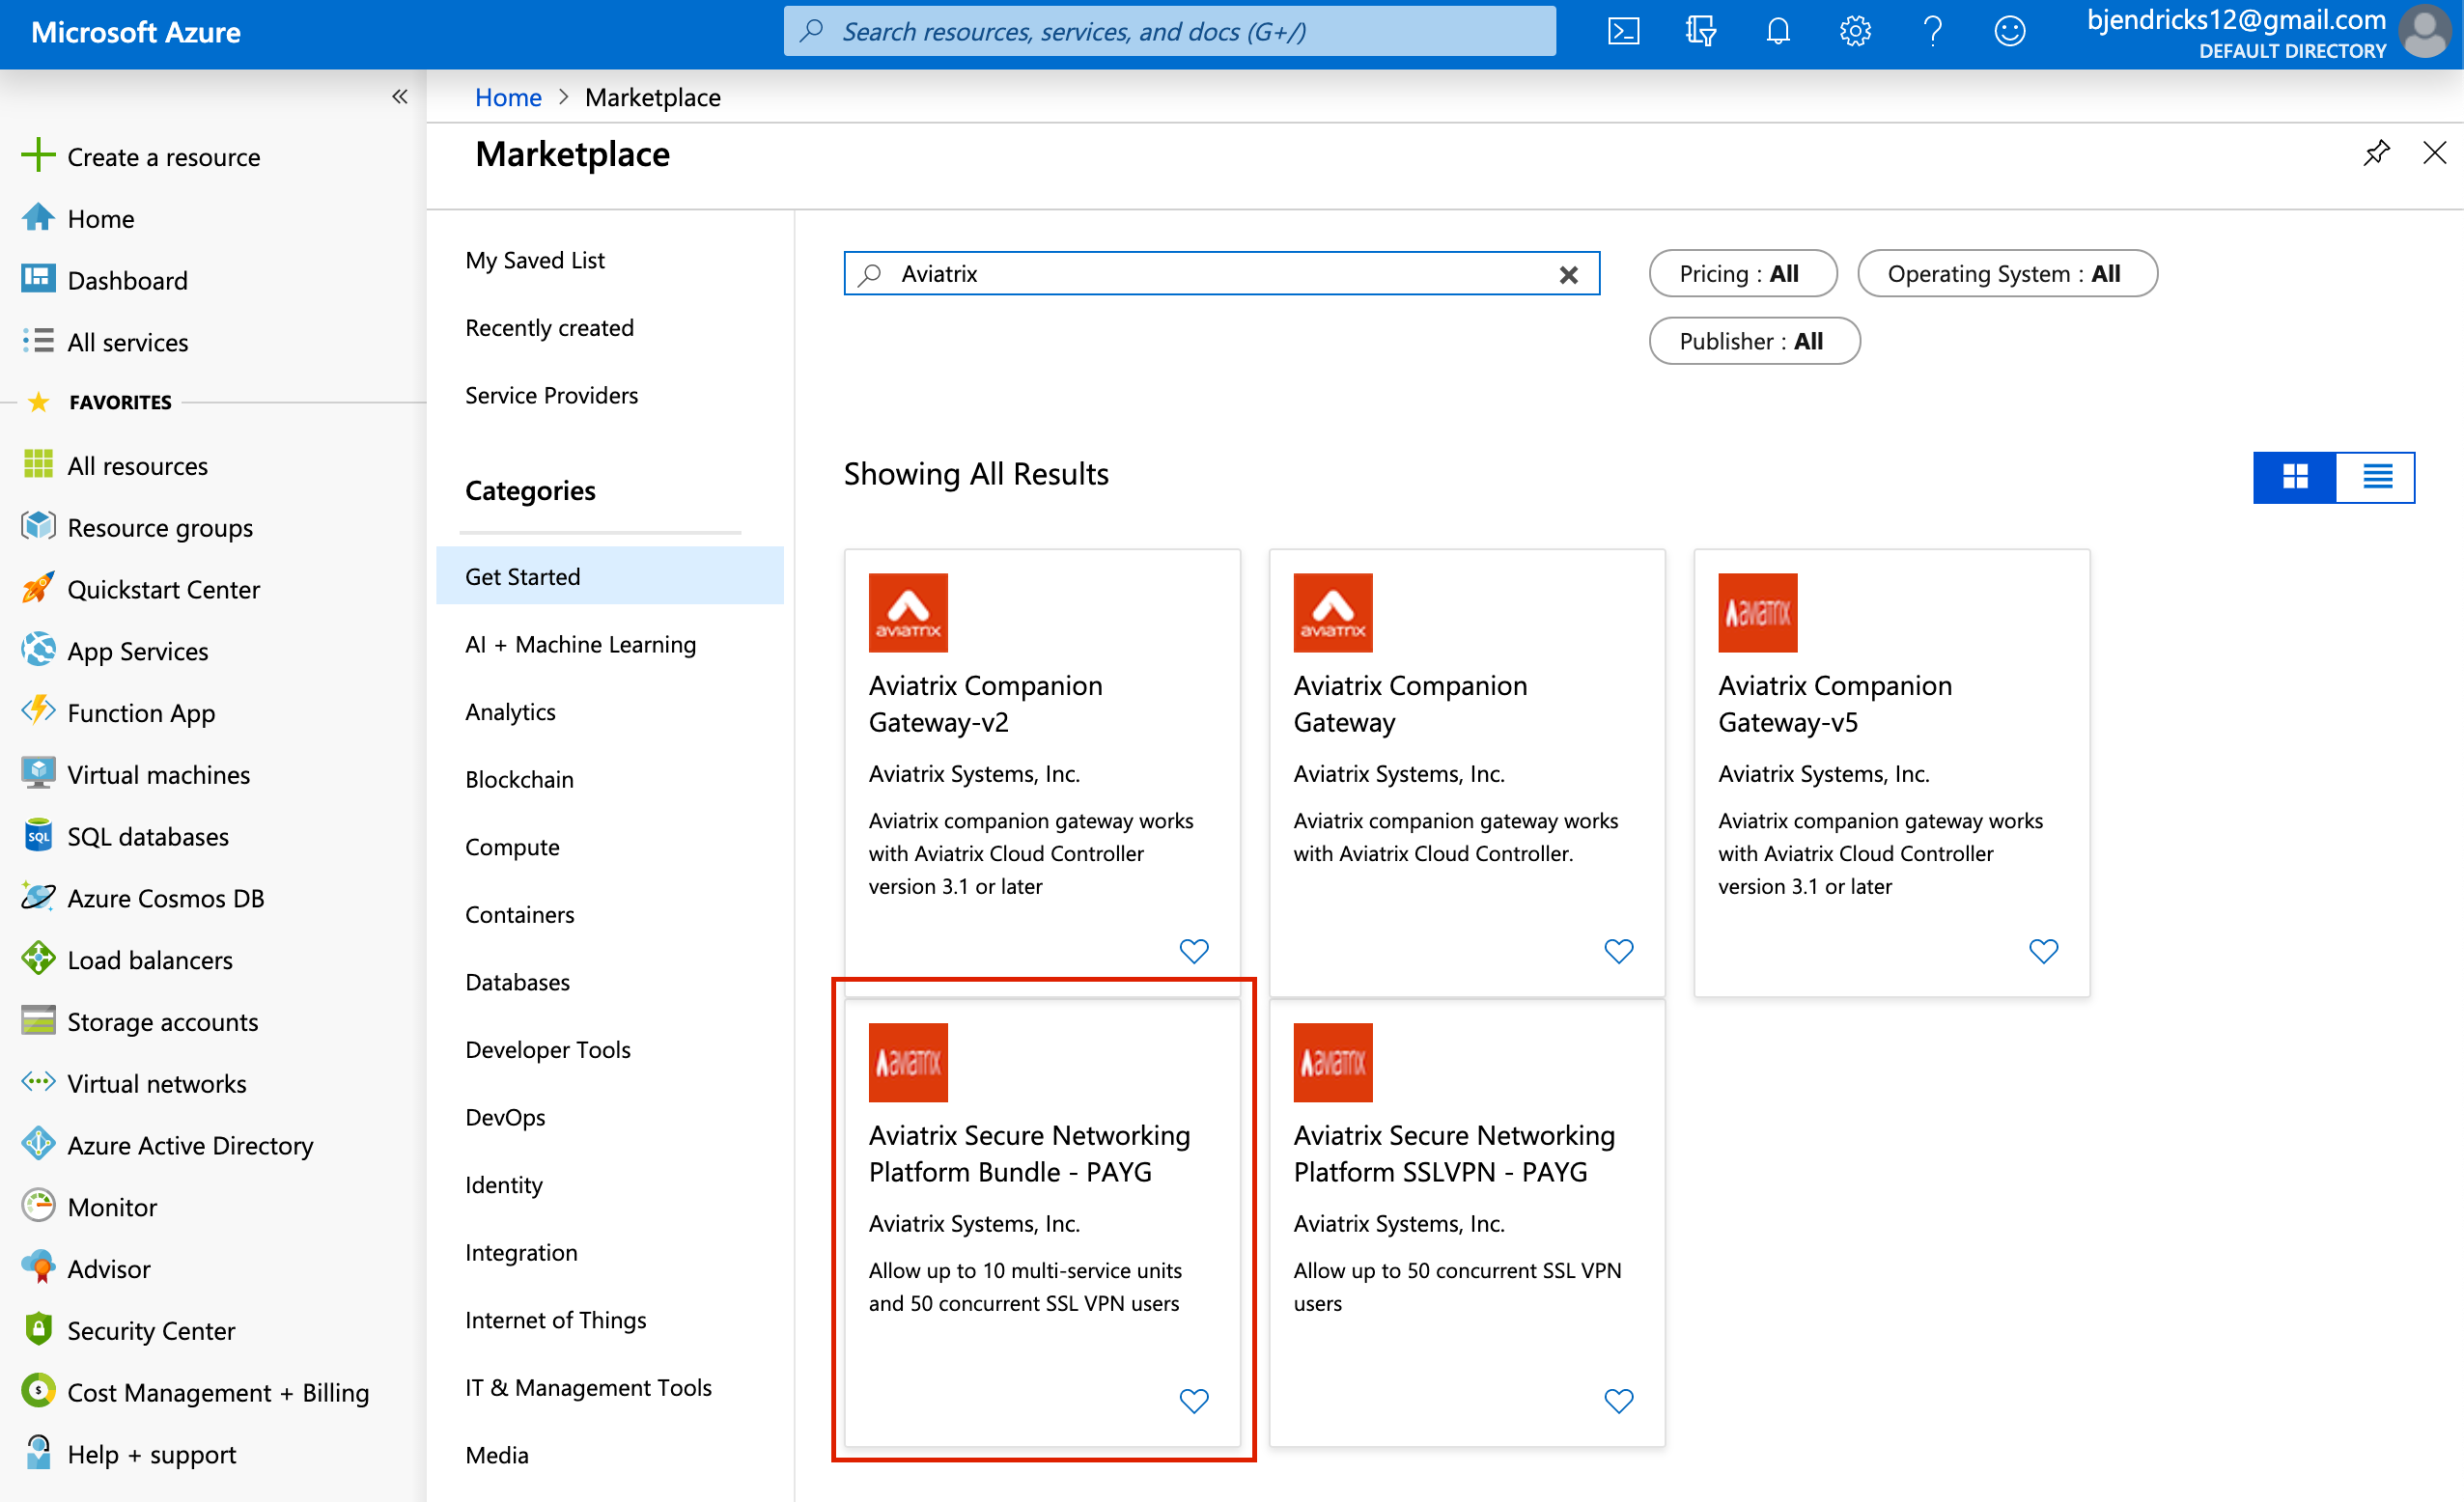 Microsoft Azure
Search resources, services, and docs (G+/)
bjendricks12@gmail.com
DEFAULT DIRECTORY
Create a resource
Home
Dashboard
All services
FAVORITES
All resources
Resource groups
Quickstart Center
App Services
Function App
Virtual machines
SQL
SQL databases
Azure Cosmos DB
Load balancers
Storage accounts
Virtual networks
Azure Active Directory
Monitor
Advisor
Security Center
Cost Management + Billing
Help + support
Home > Marketplace
Marketplace
My Saved List
Recently created
Service Providers
Categories
Get Started
AI + Machine Learning
Analytics
Blockchain
Compute
Containers
Databases
Developer Tools
DevOps
Identity
Integration
Internet of Things
IT & Management Tools
Media
Aviatrix
Pricing : All
Operating System : All
Publisher : All
Showing All Results
aviatrix
Aviatrix Companion
Gateway-v2
Aviatrix Systems, Inc.
Aviatrix companion gateway works
with Aviatrix Cloud Controller
version 3.1 or later
aviatrix
Aviatrix Companion
Gateway
Aviatrix Systems, Inc.
Aviatrix companion gateway works
with Aviatrix Cloud Controller.
aviatrix
Aviatrix Companion
Gateway-v5
Aviatrix Systems, Inc.
Aviatrix companion gateway works
with Aviatrix Cloud Controller
version 3.1 or later
aviatrix
Aviatrix Secure Networking
Platform Bundle - PAYG
Aviatrix Systems, Inc.
Allow up to 10 multi-service units
and 50 concurrent SSL VPN users
aviatrix
Aviatrix Secure Networking
Platform SSLVPN - PAYG
Aviatrix Systems, Inc.
Allow up to 50 concurrent SSL VPN
users